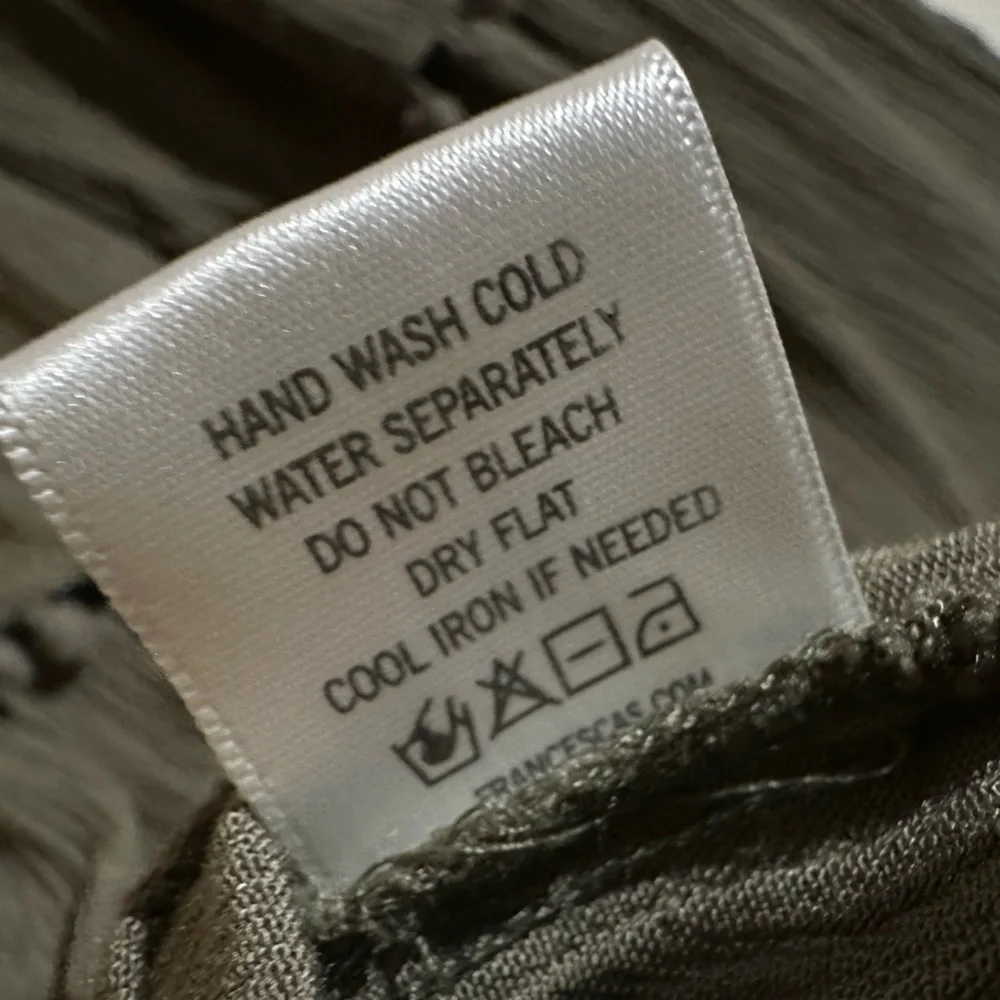 HAND WASH COLD
WATER SEPARATELY
DO NOT BLEACH
DRY FLAT
COOL IRON IF NEEDED
FRANCESCAS.COM